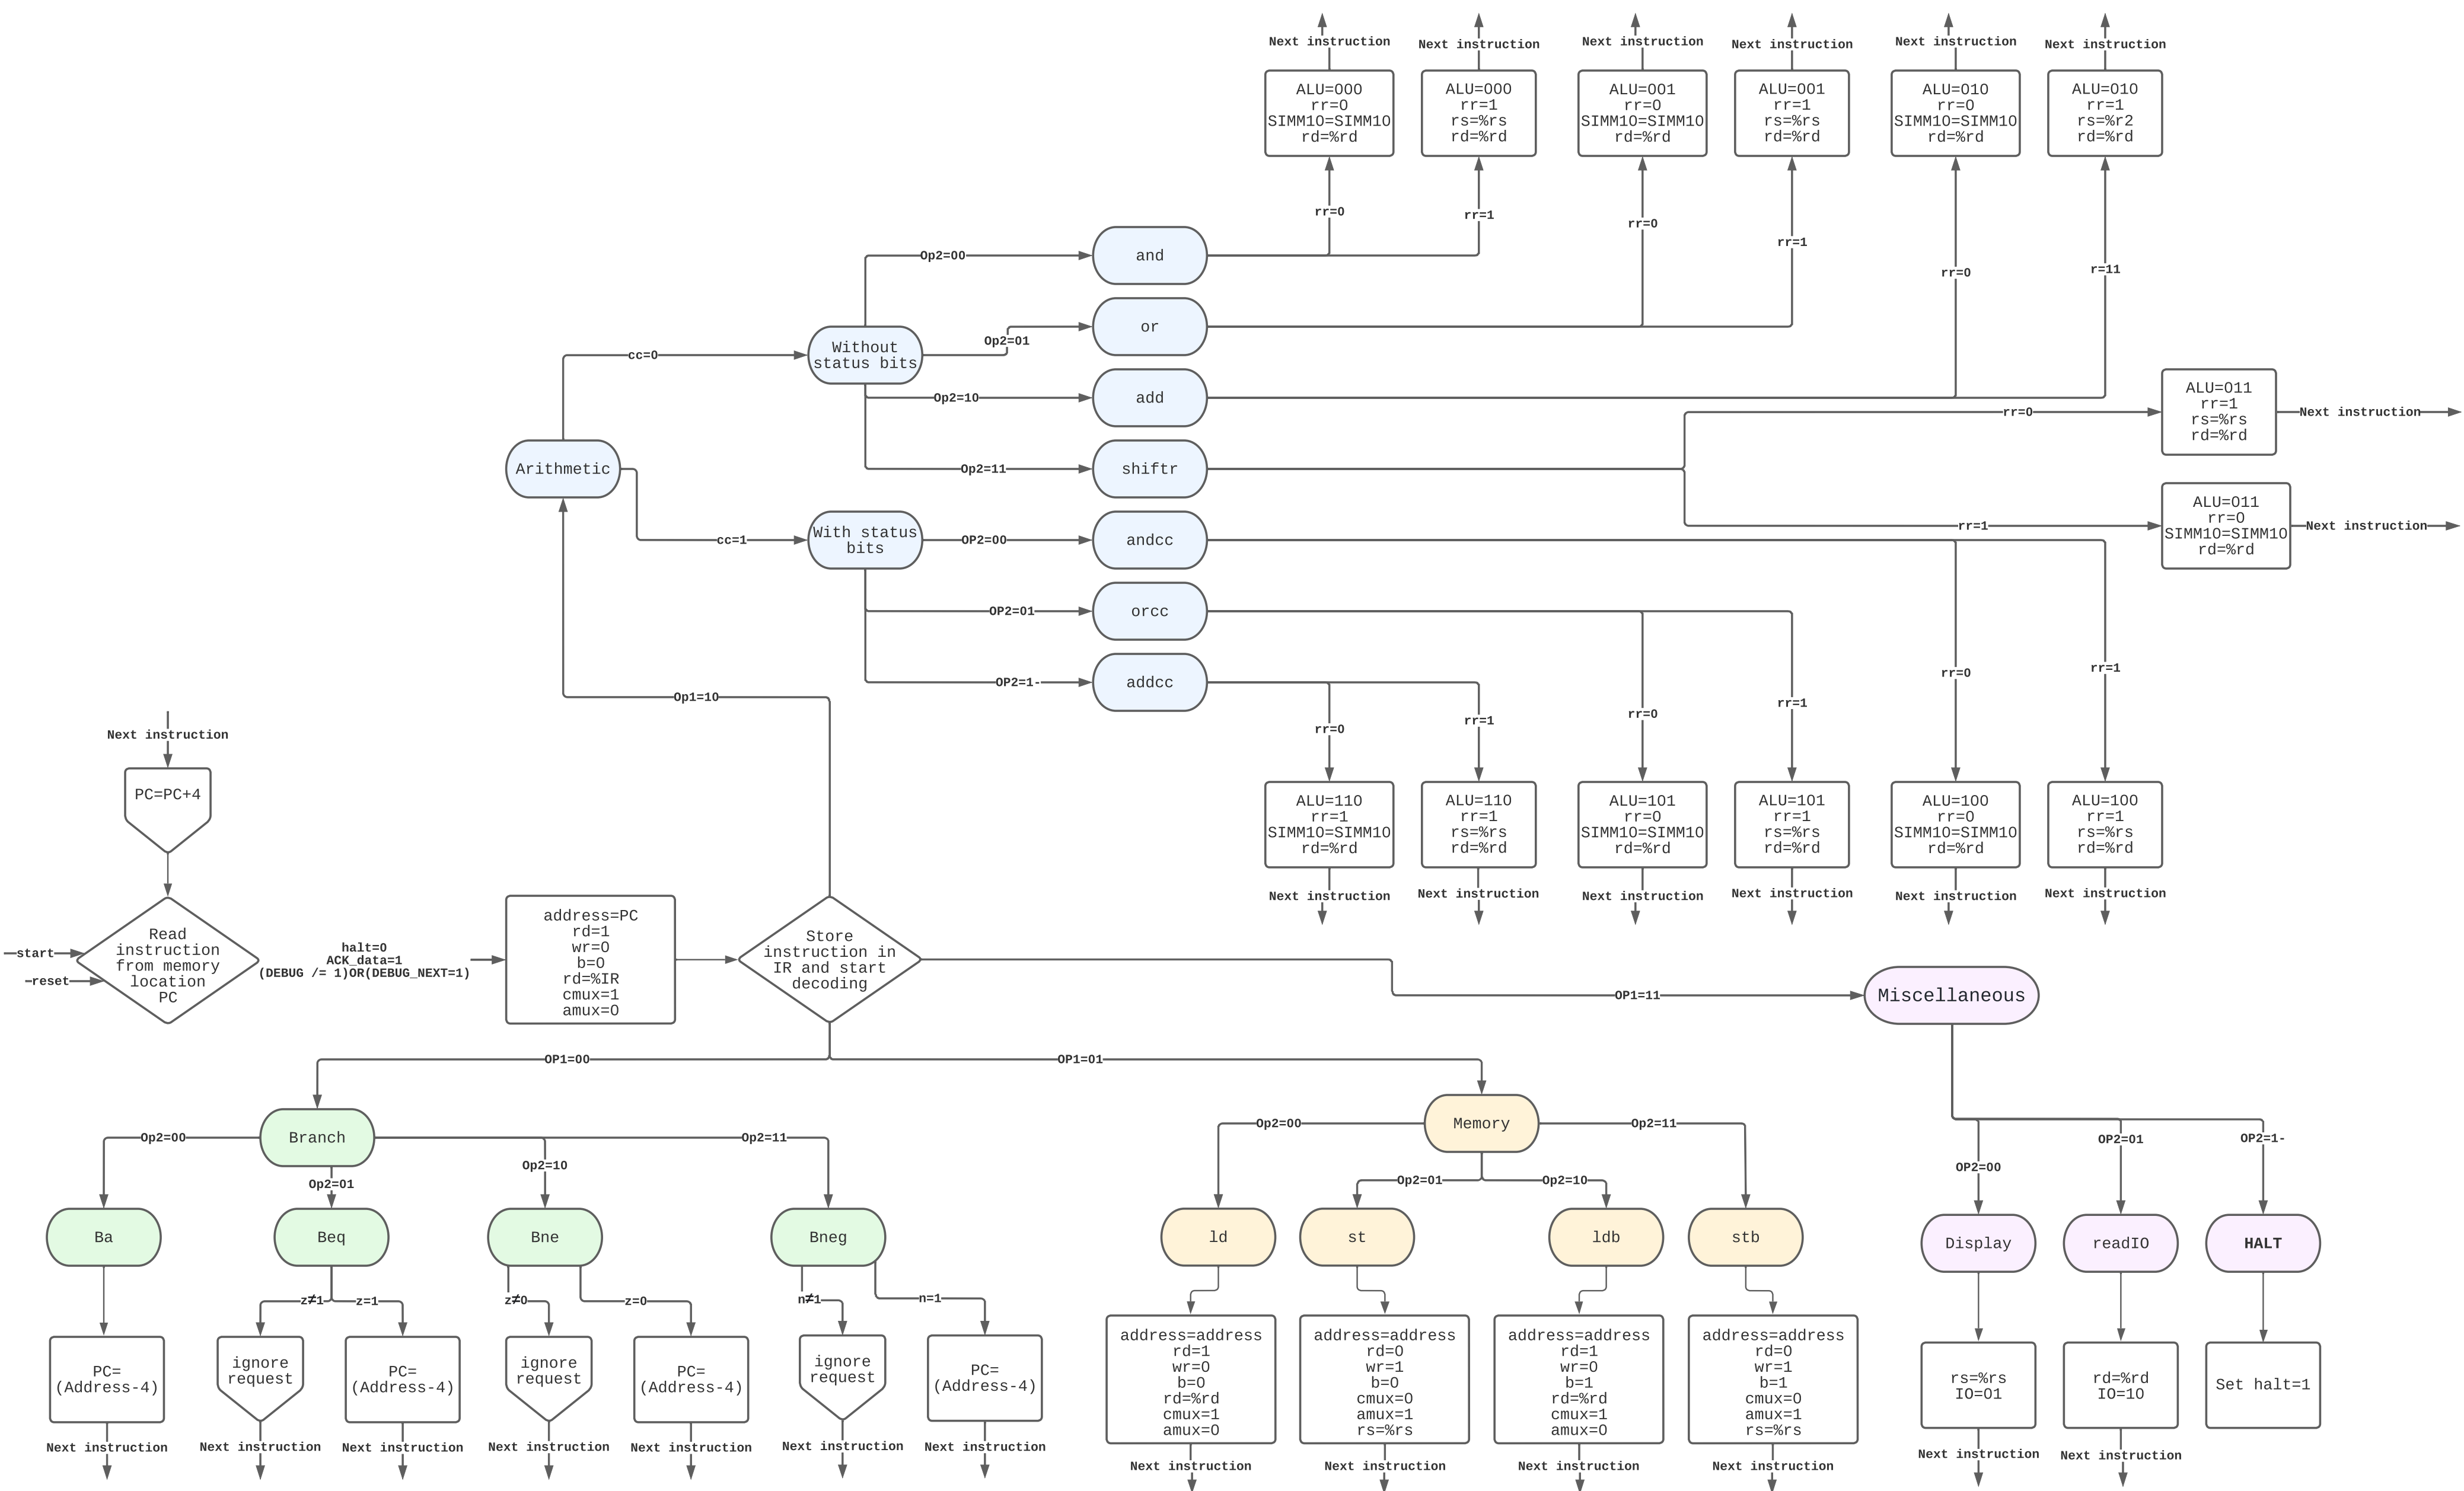 Next instruction
Next instruction
Next instruction
Next instruction
Next instruction
Next instruction
ALU=000
rr=0
SIMM10=SIMM10
rd=%rd
ALU=000
rr=1
rs=%rs
rd=%rd
ALU=001
rr=0
SIMM10=SIMM10
rd=%rd
ALU=001
rr=1
rs=%rs
rd=%rd
ALU=010
rr=0
SIMM10=SIMM10
rd=%rd
ALU=010
rr=1
rs=%r2
rd=%rd
rr=0
rr=1
rr=0
rr=1
rr=0
r=11
Op2=00
and
Op2=01
or
cc=0
Without
status bits
Op2=10
add
ALU=011
rr=1
rs=%rs
rd=%rd
rr=0
Next instruction
Arithmetic
Op2=11
shiftr
ALU=011
rr=0
SIMM10=SIMM10
rd=%rd
rr=1
Next instruction
cc=1
With status
bits
OP2=00
andcc
OP2=01
orcc
OP2=1-
addcc
rr=0
rr=1
rr=0
rr=1
rr=0
rr=1
Op1=10
Next instruction
PC=PC+4
ALU=110
rr=1
SIMM10=SIMM10
rd=%rd
ALU=110
rr=1
rs=%rs
rd=%rd
ALU=101
rr=0
SIMM10=SIMM10
rd=%rd
ALU=101
rr=1
rs=%rs
rd=%rd
ALU=100
rr=0
SIMM10=SIMM10
rd=%rd
ALU=100
rr=1
rs=%rs
rd=%rd
Next instruction
Next instruction
Next instruction
Next instruction
Next instruction
Next instruction
start
reset
Read
instruction
from memory
location
PC
halt=0
ACK_data=1
(DEBUG /= 1)OR(DEBUG_NEXT=1)
address=PC
rd=1
wr=0
b=0
rd=%IR
cmux=1
amux=0
Store
instruction in
IR and start
decoding
OP1=11
Miscellaneous
OP1=00
OP1=01
Branch
Op2=00
Op2=01
Op2=10
Op2=11
Memory
Op2=00
Op2=01
Op2=10
Op2=11
OP2=00
OP2=01
OP2=1-
Ba
Beq
Bne
Bneg
ld
st
ldb
stb
Display
readIO
HALT
z≠1
z=1
z≠0
z=0
n≠1
n=1
PC=
(Address-4)
ignore
request
PC=
(Address-4)
ignore
request
PC=
(Address-4)
ignore
request
PC=
(Address-4)
address=address
rd=1
wr=0
b=0
rd=%rd
cmux=1
amux=0
address=address
rd=0
wr=1
b=0
cmux=0
amux=1
rs=%rs
address=address
rd=1
wr=0
b=1
rd=%rd
cmux=1
amux=0
address=address
rd=0
wr=1
b=1
cmux=0
amux=1
rs=%rs
rs=%rs
IO=01
rd=%rd
IO=10
Set halt=1
Next instruction
Next instruction
Next instruction
Next instruction
Next instruction
Next instruction
Next instruction
Next instruction
Next instruction
Next instruction
Next instruction
Next instruction
Next instruction